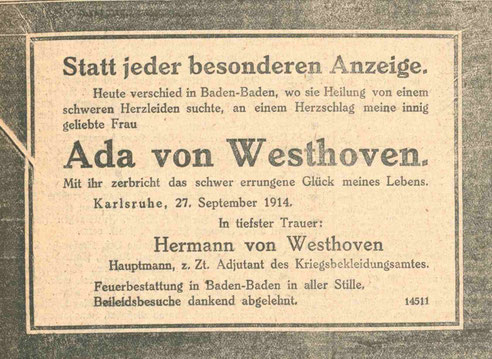 Statt jeder besonderen Anzeige.
Heute verschied in Baden-Baden, wo sie Heilung von einem
schweren Herzleiden suchte, an einem Herzschlag meine innig
geliebte Frau
Ada von Westhoven.
Mit ihr zerbricht das schwer errungene Glück meines Lebens.
Karlsruhe, 27. September 1914.
In tiefster Trauer:
Hermann von Westhoven
Hauptmann, z. Zt. Adjutant des Kriegsbekleidungsamtes.
Feuerbestattung in Baden-Baden in aller Stille.
Beileidsbesuche dankend abgelehnt. 14511